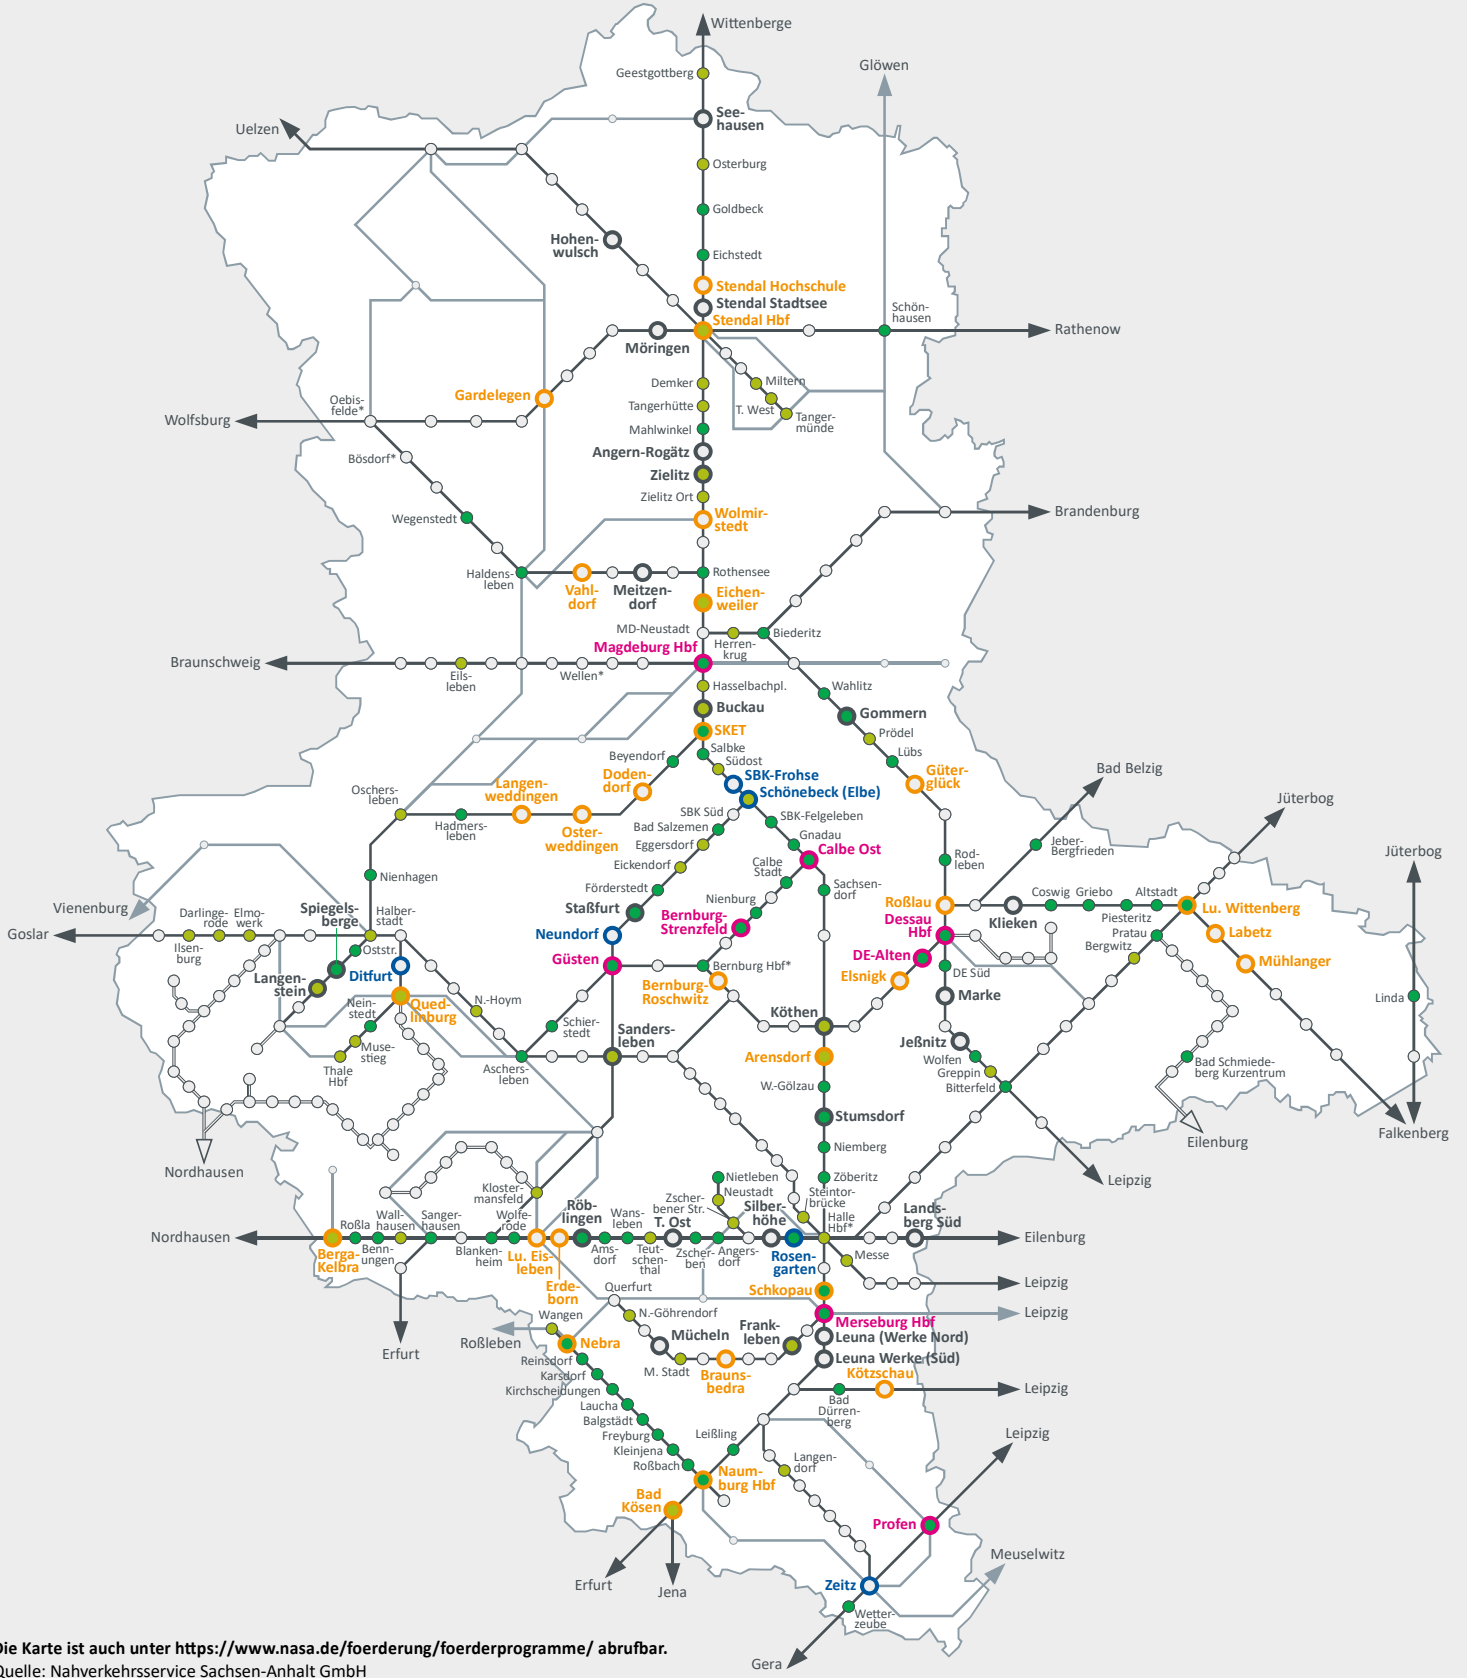 Wittenberge
Glöwen
Geestgottberg
See-
hausen
Uelzen
Osterburg
Goldbeck
Hohen-
wulsch
Eichstedt
Stendal Hochschule
Stendal Stadtsee
Stendal Hbf
Schön-
hausen
Rathenow
Möringen
Demker
Miltern
Gardelegen
Oebis-
felde*
Tangerhütte
T. West
Tanger-
münde
Wolfsburg
Mahlwinkel
Angern-Rogätz
Bösdorf*
Zielitz
Zielitz Ort
Wegenstedt
Wolmir-
stedt
Brandenburg
Haldens-
leben
Vahl-
dorf
Meitzen-
dorf
Rothensee
Eichen-
weiler
MD-Neustadt
Herren-
krug
Biederitz
Magdeburg Hbf
Braunschweig
Eils-
leben
Wellen*
Hasselbachpl.
Wahlitz
Buckau
Gommern
SKET
Prödel
Salbke
Südost
Lübs
Beyendorf
Doden-
dorf
SBK-Frohse
Schönebeck (Elbe)
Güter-
glück
Bad Belzig
Langen-
weddingen
Oschers-
leben
Jüterbog
Hadmers-
leben
Oster-
weddingen
SBK Süd
SBK-Felgeleben
Bad Salzemen
Gnadau
Eggersdorf
Calbe Ost
Jeber-
Bergfrieden
Jüterbog
Eickendorf
Calbe
Stadt
Rod-
leben
Nienhagen
Förderstedt
Nienburg
Sachsen-
dorf
Coswig
Griebo
Altstadt
Vienenburg
Darlinge-
rode
Elmo-
werk
Spiegels-
berge
Halber-
stadt
Staßfurt
Bernburg-
Strenzfeld
Roßlau
Dessau
Hbf
Klieken
Piesteritz
Lu. Wittenberg
Goslar
Ilsen-
burg
Oststr.
Neundorf
Pratau
Bergwitz
Labetz
Güsten
Bernburg Hbf*
DE-Alten
Mühlanger
Langen-
stein
Ditfurt
Elsnigk
DE Süd
Bernburg-
Roschwitz
Marke
Linda
Nein-
stedt
Qued-
linburg
N.-Hoym
Schier-
stedt
Sanders-
leben
Köthen
Muse-
stieg
Jeßnitz
Thale
Hbf
Aschers-
leben
Arensdorf
Wolfen
Greppin
Bitterfeld
Bad Schmiede-
berg Kurzentrum
W.-Gölzau
Stumsdorf
Nordhausen
Niemberg
Eilenburg
Falkenberg
Kloster-
mansfeld
Nietleben
Neustadt
Zöberitz
Leipzig
Zscher-
bener Str.
Steintor-
brücke
Nordhausen
Roßla
Wall-
hausen
Sanger-
hausen
Wolfe-
rode
Röb-
lingen
Wans-
leben
T. Ost
Silber-
höhe
Halle
Hbf*
Lands-
berg Süd
Eilenburg
Berga-
Kelbra
Benn-
ungen
Blanken-
heim
Lu. Eis-
leben
Ams-
dorf
Teut-
schen-
thal
Zscher-
ben
Angers-
dorf
Rosen-
garten
Messe
Erde-
born
Querfurt
Schkopau
Leipzig
Wangen
N.-Göhrendorf
Merseburg Hbf
Leipzig
Roßleben
Nebra
Mücheln
Frank-
leben
Leuna (Werke Nord)
Erfurt
Reinsdorf
M. Stadt
Leuna Werke (Süd)
Karsdorf
Brauns-
bedra
Kötzschau
Kirchscheidungen
Leipzig
Laucha
Bad
Dürren-
berg
Balgstädt
Freyburg
Leißling
Leipzig
Kleinjena
Roßbach
Langen-
dorf
Naum-
burg Hbf
Bad
Kösen
Profen
Erfurt
Jena
Meuselwitz
Zeitz
Wetter-
zeube
Gera
Die Karte ist auch unter https://www.nasa.de/foerderung/foerderprogramme/ abrufbar.
Quelle: Nahverkehrsservice Sachsen-Anhalt GmbH